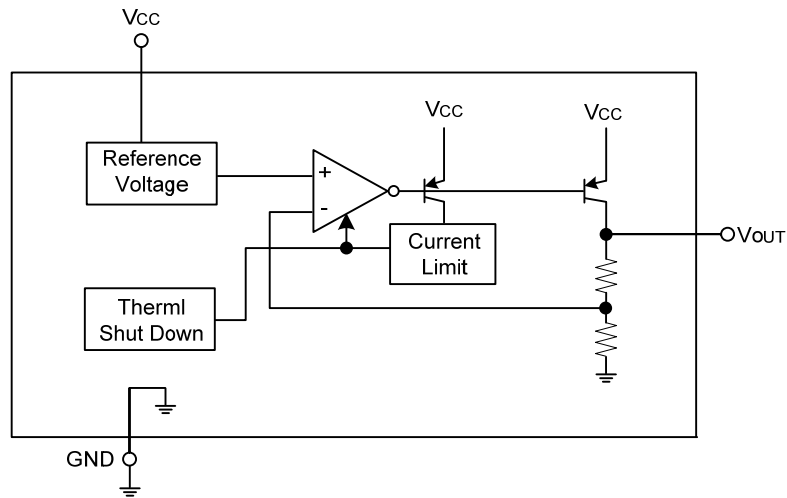 VCC
Reference
Voltage
+
-
VCC
VCC
Current
Limit
VOUT
Therml
Shut Down
GND